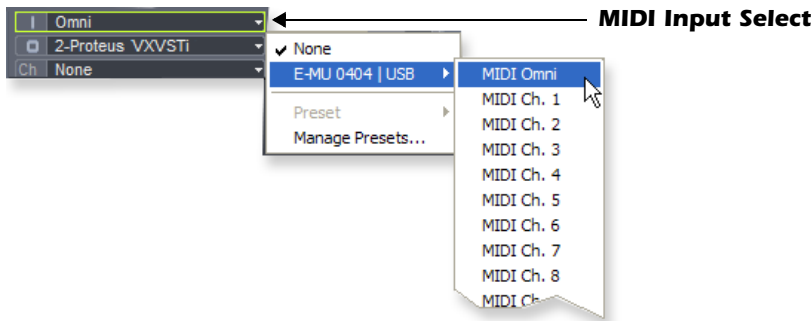 I Omni
MIDI Input Select
O 2-Proteus VXVSTi
Ch None
✓ None
E-MU 0404 | USB
Preset
Manage Presets...
MIDI Omni
MIDI Ch. 1
MIDI Ch. 2
MIDI Ch. 3
MIDI Ch. 4
MIDI Ch. 5
MIDI Ch. 6
MIDI Ch. 7
MIDI Ch. 8
MIDI Ch